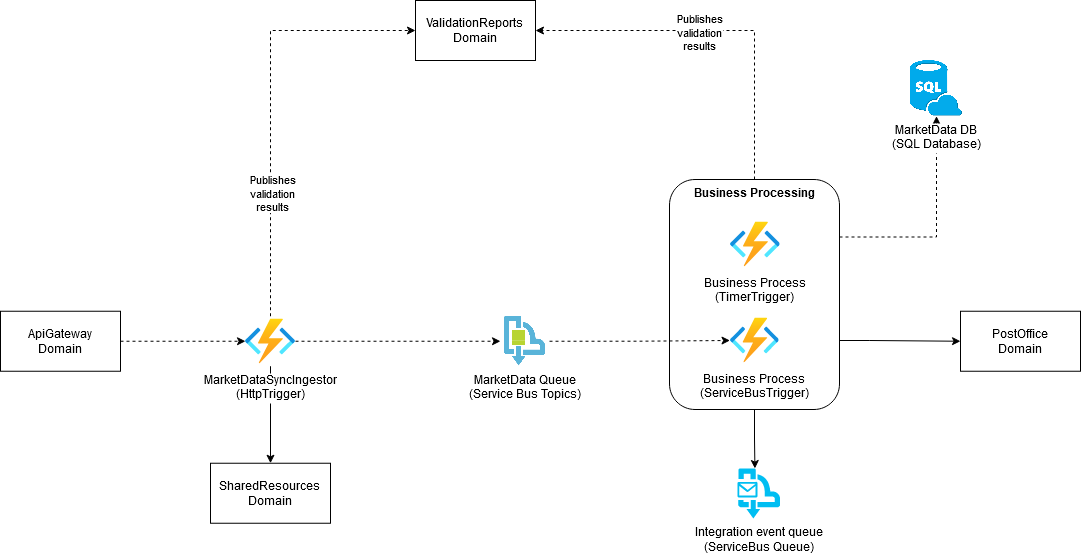 ValidationReports
Domain
Publishes
validation
results
SQL
MarketData DB
(SQL Database)
Publishes
validation
results
Business Processing
Business Process
(TimerTrigger)
ApiGateway
Domain
MarketDataSyncIngestor
(HttpTrigger)
MarketData Queue
(Service Bus Topics)
Business Process
(ServiceBusTrigger)
PostOffice
Domain
SharedResources
Domain
Integration event queue
(ServiceBus Queue)